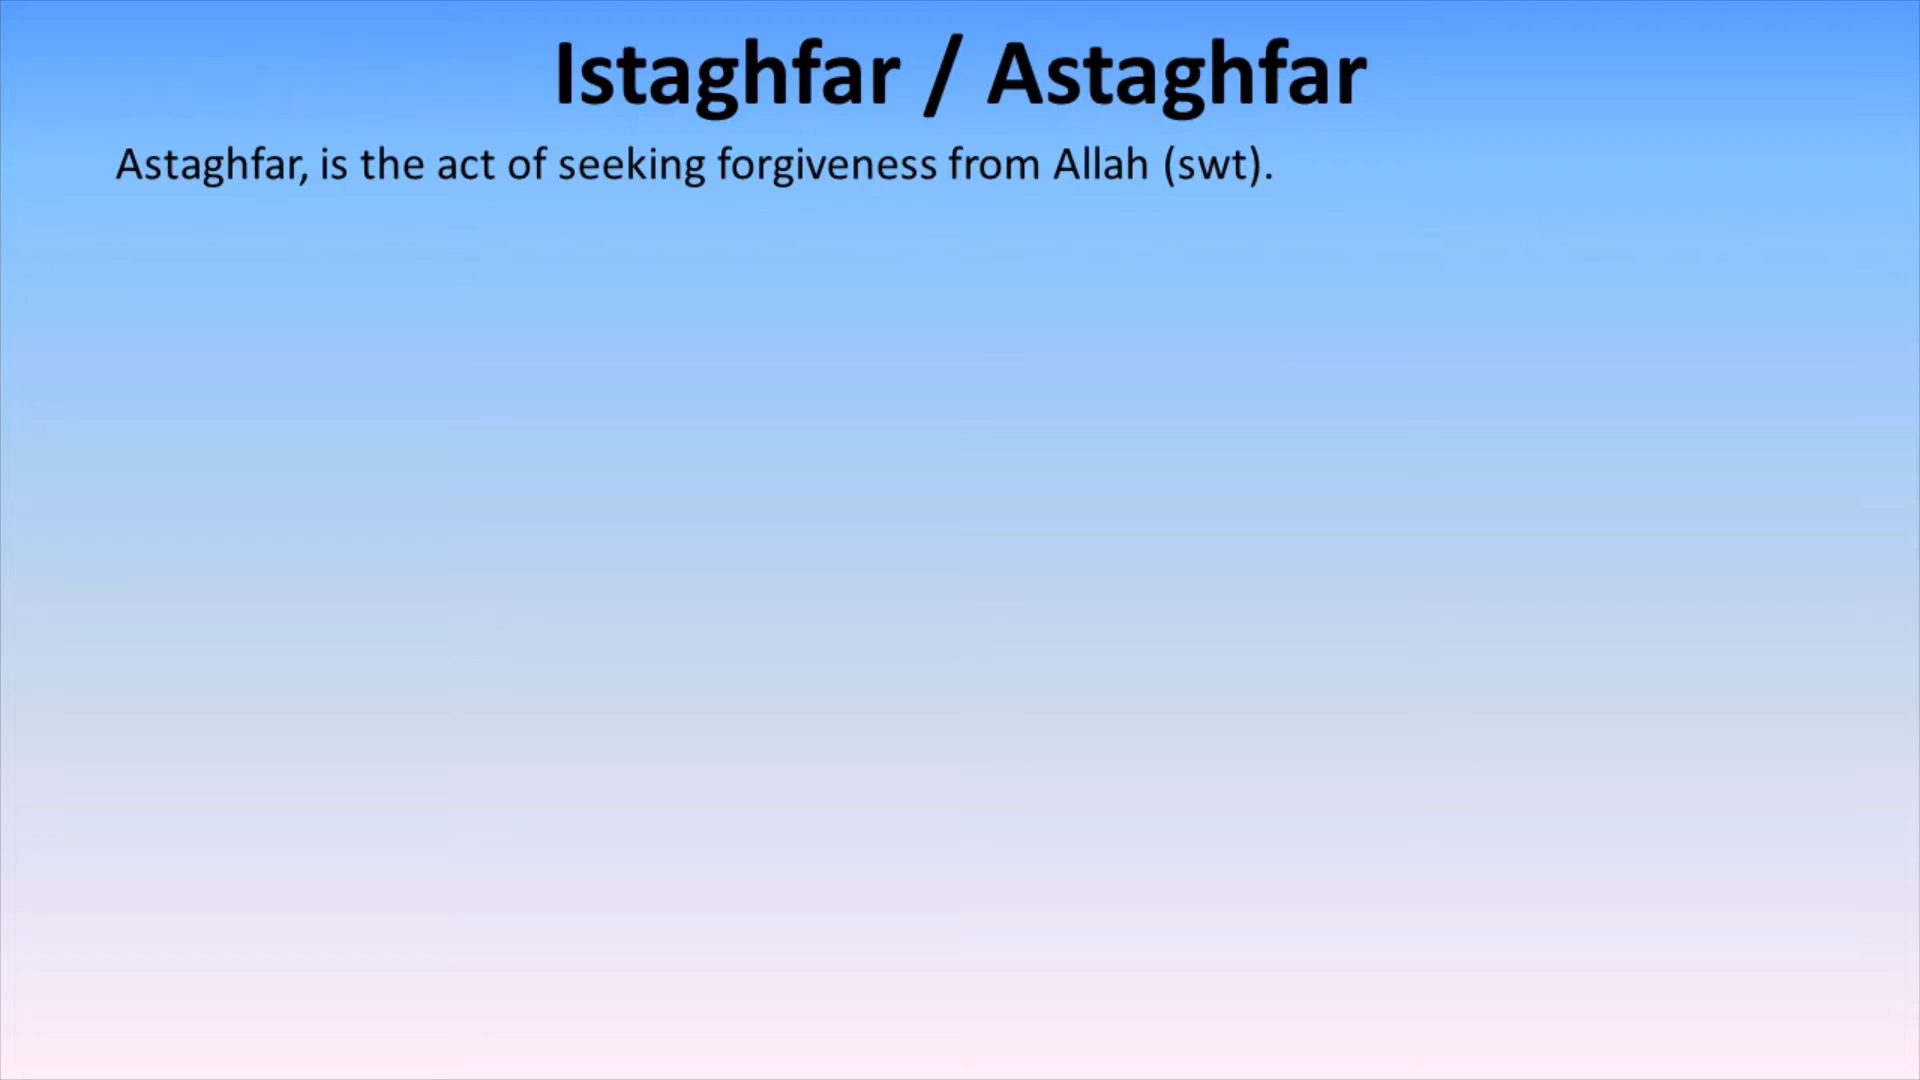 Istaghfar / Astaghfar
Astaghfar, is the act of seeking forgiveness from Allah (swt).